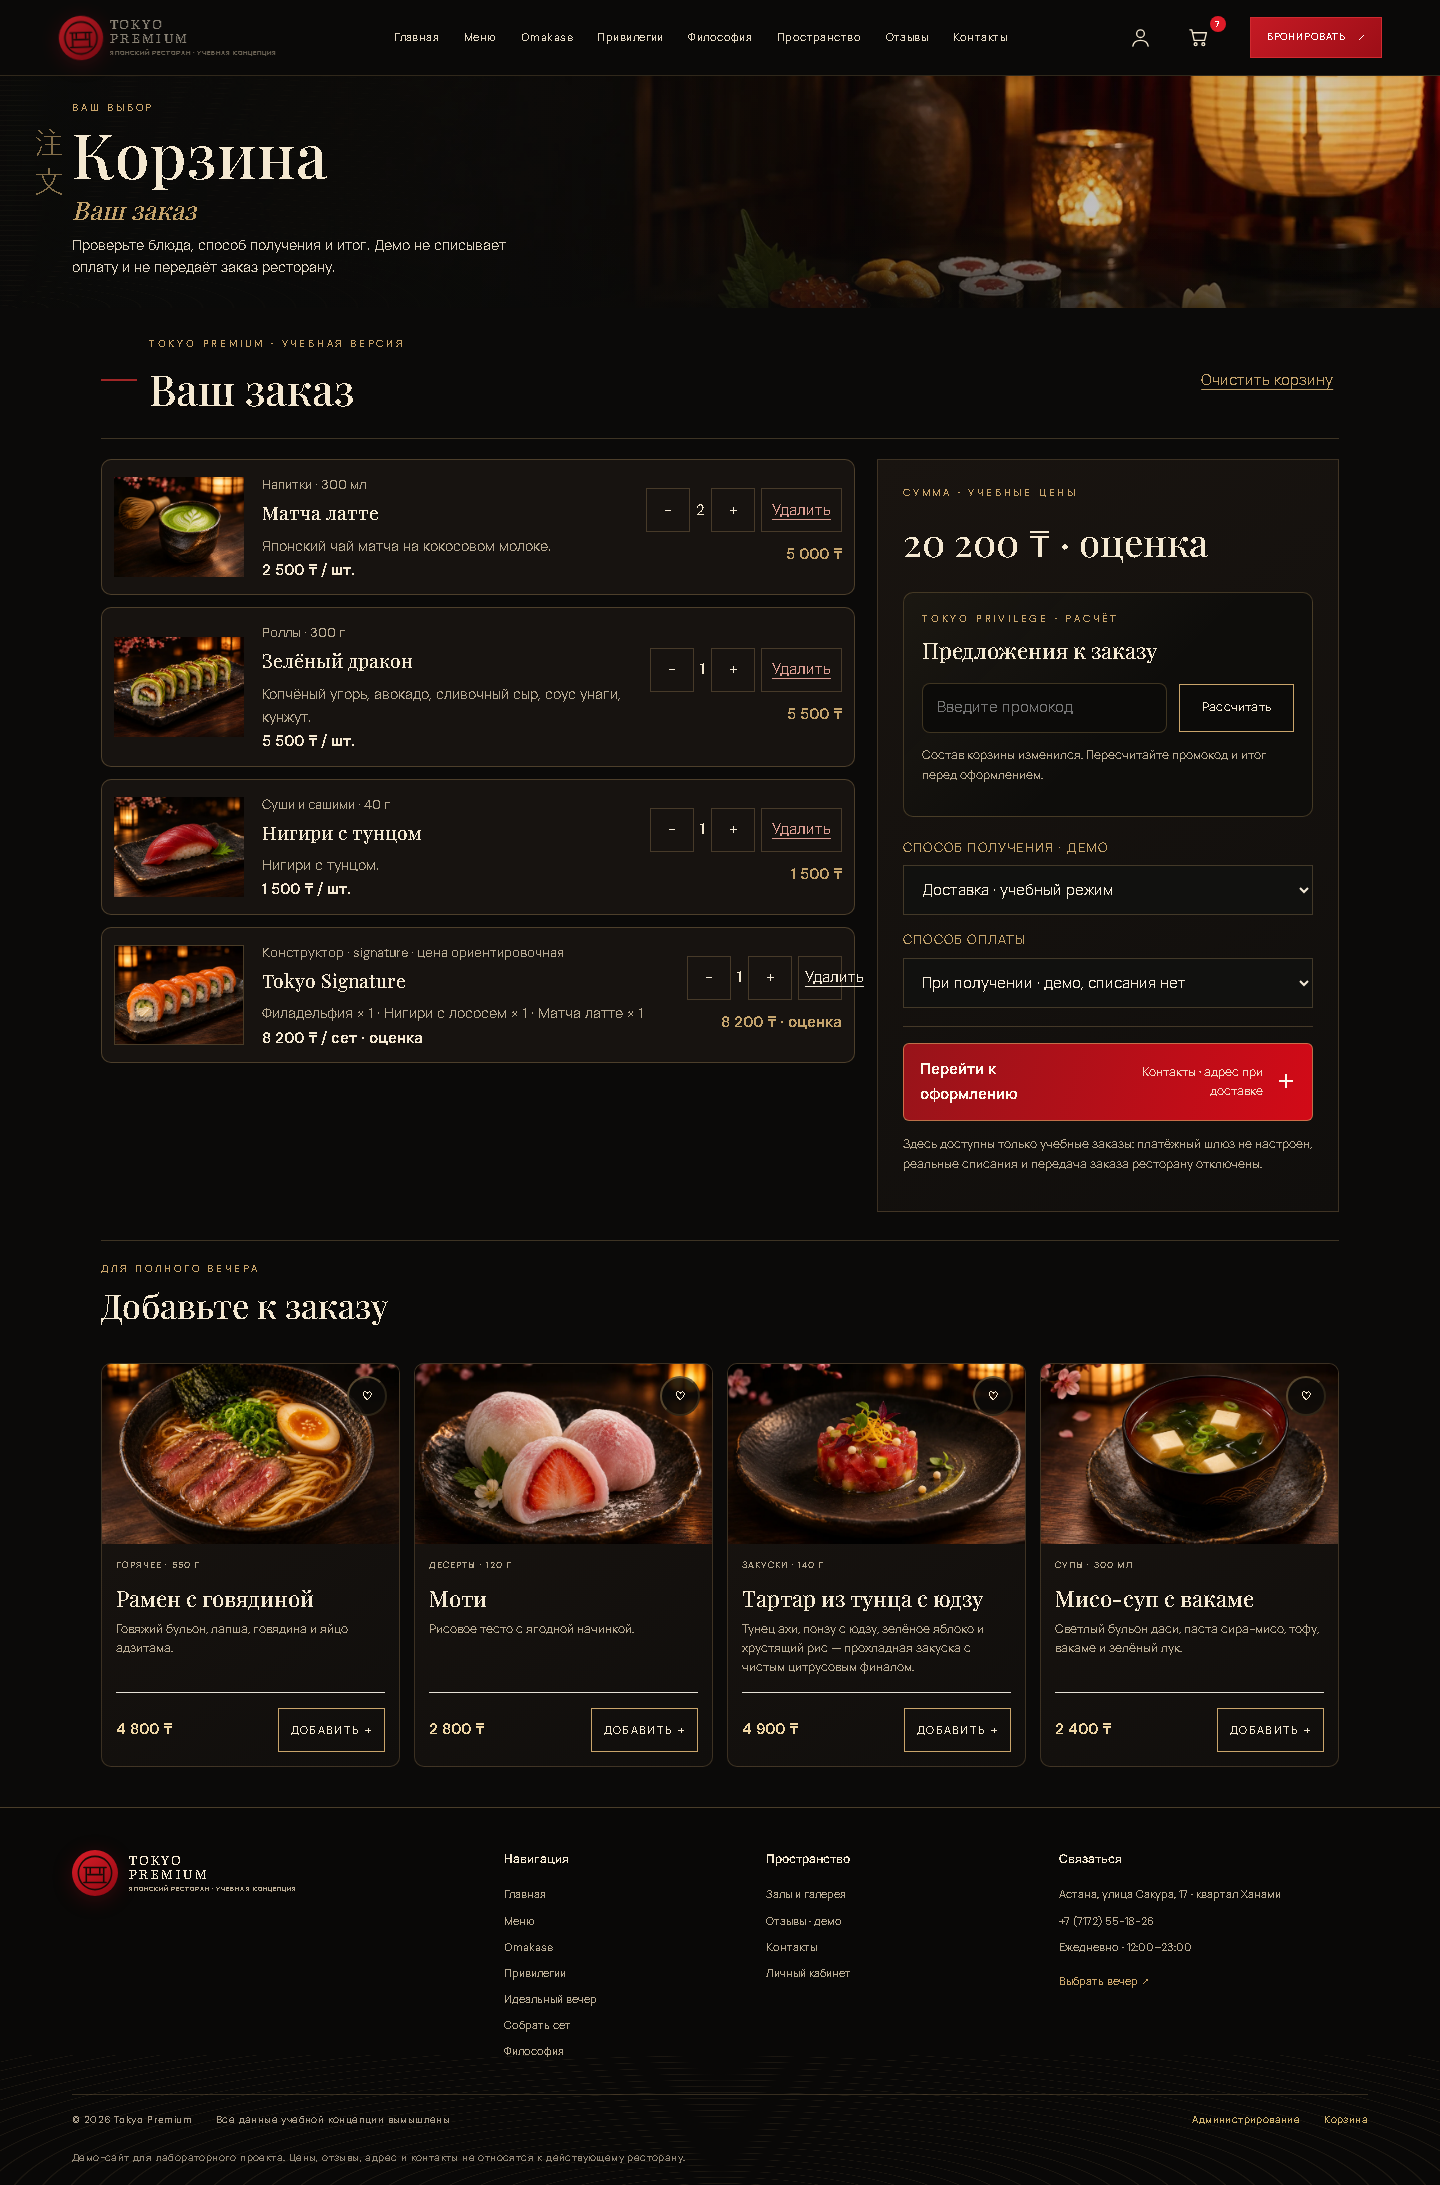 TOKYO
PREMIUM
ЯПОНСКИЙ РЕСТОРАН · УЧЕБНАЯ КОНЦЕПЦИЯ
Главная
Меню
Omakase
Привилегии
Философия
Пространство
Отзывы
Контакты
7
БРОНИРОВАТЬ ↗
ВАШ ВЫБОР
注文
Корзина
Ваш заказ
Проверьте блюда, способ получения и итог. Демо не списывает
оплату и не передаёт заказ ресторану.
TOKYO PREMIUM · УЧЕБНАЯ ВЕРСИЯ
Ваш заказ
Очистить корзину
Напитки · 300 мл
Матча латте
Японский чай матча на кокосовом молоке.
2 500 ₸ / шт.
− 2 + Удалить
5 000 ₸
Роллы · 300 г
Зелёный дракон
Копчёный угорь, авокадо, сливочный сыр, соус унаги,
кунжут.
5 500 ₸ / шт.
− 1 + Удалить
5 500 ₸
Суши и сашими · 40 г
Нигири с тунцом
Нигири с тунцом.
1 500 ₸ / шт.
− 1 + Удалить
1 500 ₸
Конструктор · signature · цена ориентировочная
Tokyo Signature
Филадельфия × 1 · Нигири с лососем × 1 · Матча латте × 1
8 200 ₸ / сет · оценка
− 1 + Удалить
8 200 ₸ · оценка
СУММА · УЧЕБНЫЕ ЦЕНЫ
20 200 ₸ · оценка
TOKYO PRIVILEGE · РАСЧЁТ
Предложения к заказу
Введите промокод
Рассчитать
Состав корзины изменился. Пересчитайте промокод и итог
перед оформлением.
СПОСОБ ПОЛУЧЕНИЯ · ДЕМО
Доставка · учебный режим
СПОСОБ ОПЛАТЫ
При получении · демо, списания нет
Перейти к
оформлению
Контакты · адрес при
доставке
+
Здесь доступны только учебные заказы: платёжный шлюз не настроен,
реальные списания и передача заказа ресторану отключены.
ДЛЯ ПОЛНОГО ВЕЧЕРА
Добавьте к заказу
ГОРЯЧЕЕ · 550 Г
Рамен с говядиной
Говяжий бульон, лапша, говядина и яйцо
адзитама.
4 800 ₸
ДОБАВИТЬ +
ДЕСЕРТЫ · 120 Г
Моти
Рисовое тесто с ягодной начинкой.
2 800 ₸
ДОБАВИТЬ +
ЗАКУСКИ · 140 Г
Тартар из тунца с юдзу
Тунец ахи, понзу с юдзу, зелёное яблоко и
хрустящий рис — прохладная закуска с
чистым цитрусовым финалом.
4 900 ₸
ДОБАВИТЬ +
СУПЫ · 300 МЛ
Мисо-суп с вакаме
Светлый бульон даси, паста сира-мисо, тофу,
вакаме и зелёный лук.
2 400 ₸
ДОБАВИТЬ +
TOKYO
PREMIUM
ЯПОНСКИЙ РЕСТОРАН · УЧЕБНАЯ КОНЦЕПЦИЯ
Навигация
Главная
Меню
Omakase
Привилегии
Идеальный вечер
Собрать сет
Философия
Пространство
Залы и галерея
Отзывы · демо
Контакты
Личный кабинет
Связаться
Астана, улица Сакура, 17 · квартал Ханами
+7 (7172) 55-18-26
Ежедневно · 12:00–23:00
Выбрать вечер ↗
© 2026 Tokyo Premium
Все данные учебной концепции вымышлены
Администрирование
Корзина
Демо-сайт для лабораторного проекта. Цены, отзывы, адрес и контакты не относятся к действующему ресторану.